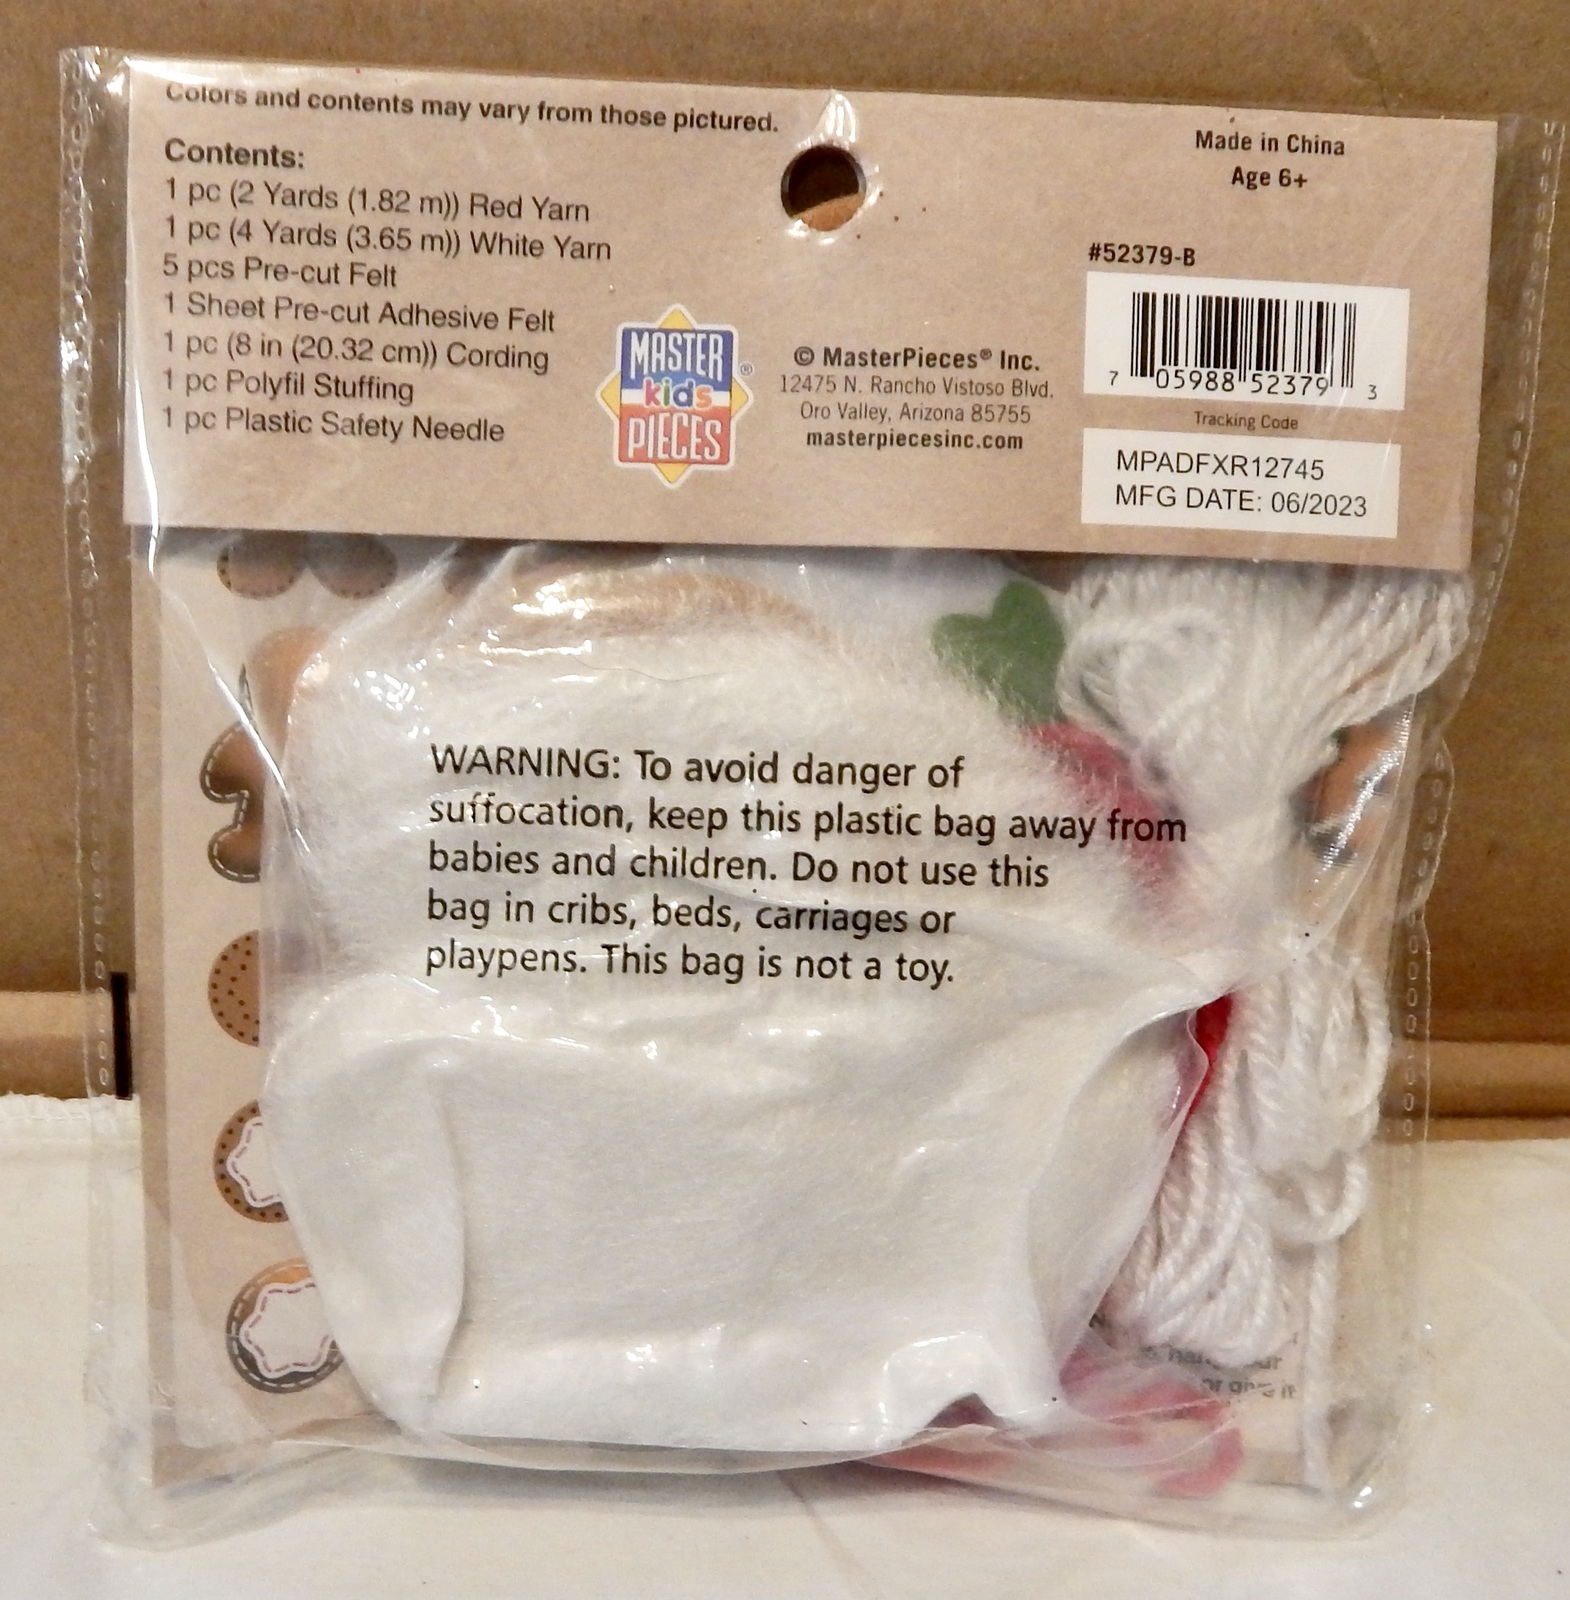 Colors and contents may vary from those pictured.
Contents:
1 pc (2 Yards (1.82 m)) Red Yarn
1 pc (4 Yards (3.65 m)) White Yarn
5 pcs Pre-cut Felt
1 Sheet Pre-cut Adhesive Felt
1 pc (8 in (20.32 cm)) Cording
1 pc Polyfil Stuffing
1 pc Plastic Safety Needle
MASTER
kids
PIECES
®
© MasterPieces® Inc.
12475 N. Rancho Vistoso Blvd.
Oro Valley, Arizona 85755
masterpiecesinc.com
Made in China
Age 6+
#52379-B
7 05988 52379 3
Tracking Code
MPADFXR12745
MFG DATE: 06/2023
WARNING: To avoid danger of
suffocation, keep this plastic bag away from
babies and children. Do not use this
bag in cribs, beds, carriages or
playpens. This bag is not a toy.